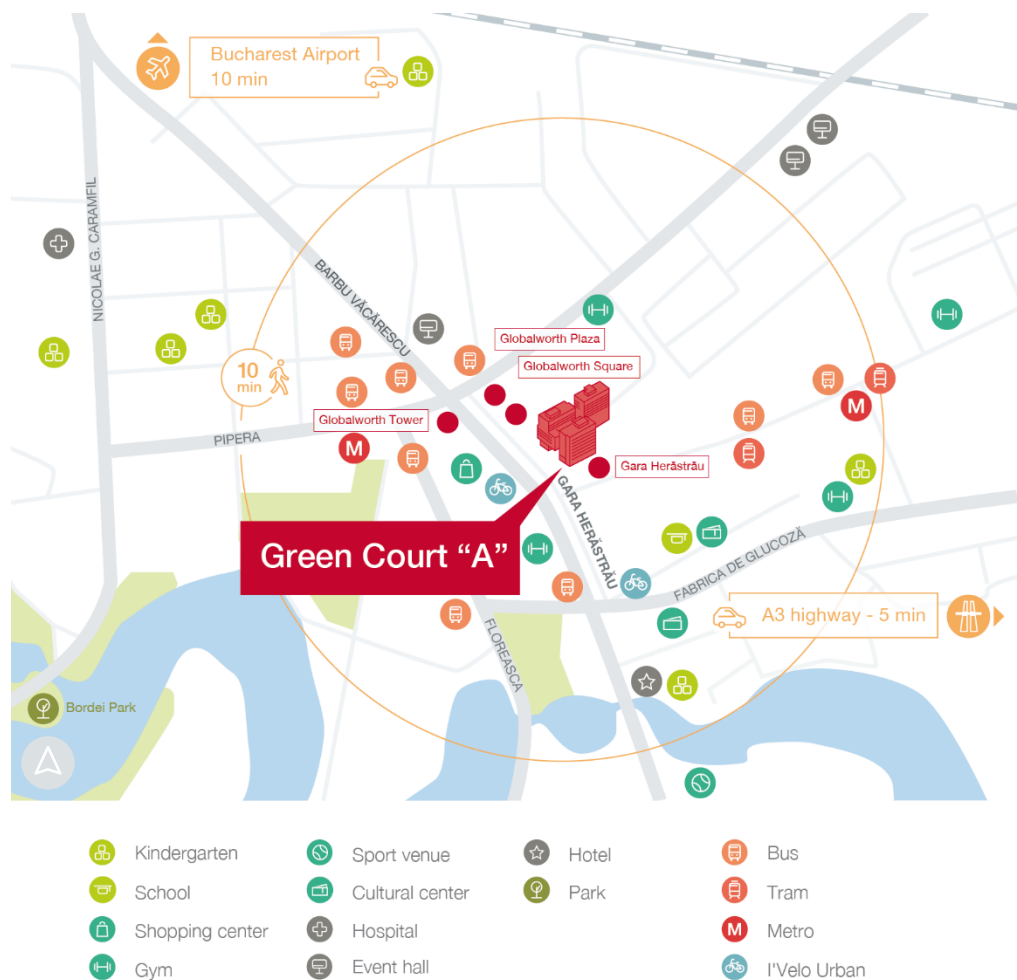 Bucharest Airport
10 min
NICOLAE G. CARAMFIL
BARBU VĂCĂRESCU
Globalworth Plaza
Globalworth Square
10
min
Globalworth Tower
PIPERA
M
M
Gara Herăstrău
GARA HERĂSTRĂU
Green Court “A”
FABRICA DE GLUCOZĂ
A3 highway - 5 min
FLOREASCA
Bordei Park
Kindergarten
Sport venue
Hotel
Bus
School
Cultural center
Park
Tram
Shopping center
Hospital
M
Metro
Gym
Event hall
I'Velo Urban